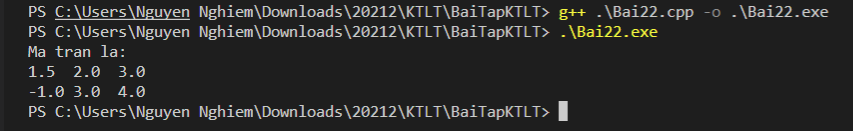 PS C:\Users\Nguyen Nghiem\Downloads\20212\KTLT\BaiTapKTLT> g++ .\Bai22.cpp -o .\Bai22.exe
PS C:\Users\Nguyen Nghiem\Downloads\20212\KTLT\BaiTapKTLT> .\Bai22.exe
Ma tran la:
1.5  2.0  3.0
-1.0 3.0  4.0
PS C:\Users\Nguyen Nghiem\Downloads\20212\KTLT\BaiTapKTLT>